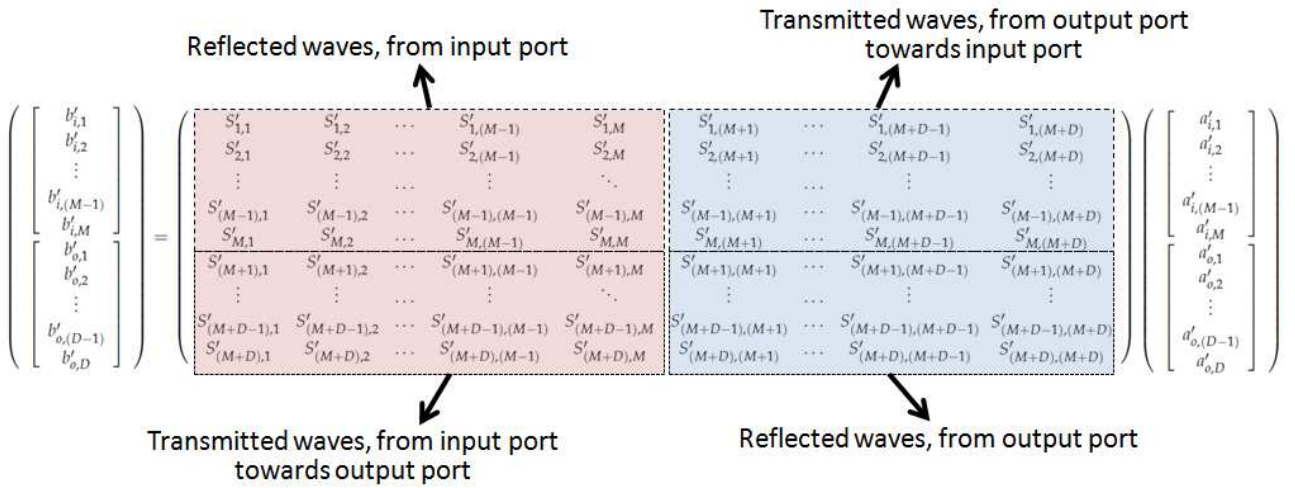 Transmitted waves, from output port
towards input port
Reflected waves, from input port
b′_{i,1} S′_{1,1} S′_{1,2} ⋯ S′_{1,(M−1)} S′_{1,M} S′_{1,(M+1)} ⋯ S′_{1,(M+D−1)} S′_{1,(M+D)} a′_{i,1}
b′_{i,2} S′_{2,1} S′_{2,2} ⋯ S′_{2,(M−1)} S′_{2,M} S′_{2,(M+1)} ⋯ S′_{2,(M+D−1)} S′_{2,(M+D)} a′_{i,2}
⋮ ⋮ ⋮ … ⋮ ⋱ ⋮ … ⋮ ⋮ ⋮
b′_{i,(M−1)} S′_{(M−1),1} S′_{(M−1),2} ⋯ S′_{(M−1),(M−1)} S′_{(M−1),M} S′_{(M−1),(M+1)} ⋯ S′_{(M−1),(M+D−1)} S′_{(M−1),(M+D)} a′_{i,(M−1)}
b′_{i,M} = S′_{M,1} S′_{M,2} ⋯ S′_{M,(M−1)} S′_{M,M} S′_{M,(M+1)} ⋯ S′_{M,(M+D−1)} S′_{M,(M+D)} a′_{i,M}
b′_{o,1} S′_{(M+1),1} S′_{(M+1),2} ⋯ S′_{(M+1),(M−1)} S′_{(M+1),M} S′_{(M+1),(M+1)} ⋯ S′_{(M+1),(M+D−1)} S′_{(M+1),(M+D)} a′_{o,1}
b′_{o,2} a′_{o,2}
⋮ ⋮ ⋮ … ⋮ ⋱ ⋮ … ⋮ ⋮ ⋮
b′_{o,(D−1)} S′_{(M+D−1),1} S′_{(M+D−1),2} ⋯ S′_{(M+D−1),(M−1)} S′_{(M+D−1),M} S′_{(M+D−1),(M+1)} ⋯ S′_{(M+D−1),(M+D−1)} S′_{(M+D−1),(M+D)} a′_{o,(D−1)}
b′_{o,D} S′_{(M+D),1} S′_{(M+D),2} ⋯ S′_{(M+D),(M−1)} S′_{(M+D),M} S′_{(M+D),(M+1)} ⋯ S′_{(M+D),(M+D−1)} S′_{(M+D),(M+D)} a′_{o,D}
Transmitted waves, from input port
towards output port
Reflected waves, from output port